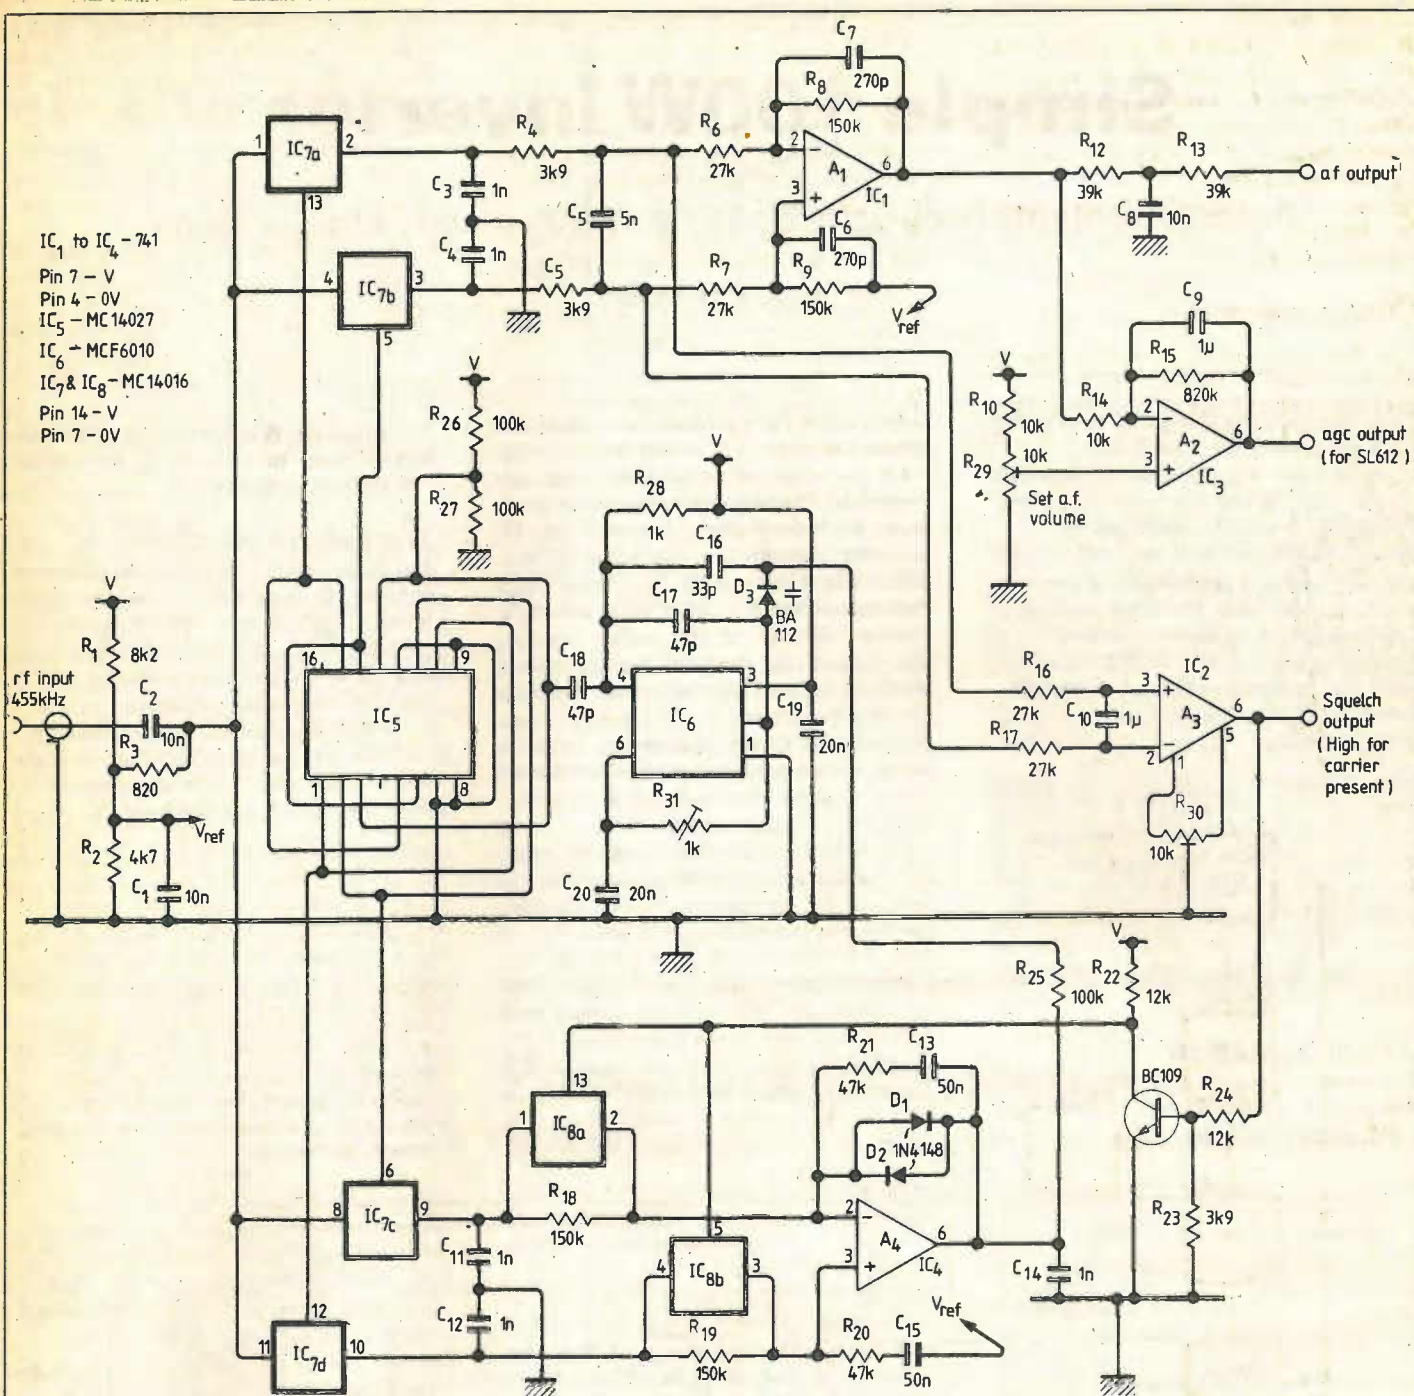 C7
270p
R8
150k
1
IC7a
2
13
R4
3k9
R6
27k
2
−
A1
6
IC1
3
+
R12
39k
R13
39k
af output
C3
1n
C5
5n
C6
270p
C8
10n
C4
1n
4
IC7b
3
5
C5
3k9
R7
27k
R9
150k
Vref
IC1 to IC4 - 741
Pin 7 - V
Pin 4 - 0V
IC5 - MC14027
IC6 - MCF6010
IC7 & IC8 - MC14016
Pin 14 - V
Pin 7 - 0V
C9
1µ
R15
820k
V
R10
10k
R14
10k
2
−
A2
6
IC3
3
+
agc output
(for SL612)
R29
10k
Set a.f.
volume
V
R26
100k
R27
100k
V
R28
1k
C16
33p
D3
BA
112
C17
47p
V
R1
8k2
rf input
455kHz
C2
10n
R3
820
Vref
R2
4k7
C1
10n
16
9
IC5
1
8
C18
47p
4
3
IC6
6
1
C19
20n
R31
1k
C20
20n
R16
27k
C10
1µ
R17
27k
IC2
3
+
A3
6
5
2
−
1
R30
10k
Squelch
output
(High for
carrier
present)
R25
100k
V
R22
12k
BC109
R24
12k
R23
3k9
13
1
IC8a
2
R21
47k
C13
50n
D1
D2
1N4148
6
8
IC7c
9
R18
150k
2
−
A4
6
IC4
3
+
C11
1n
5
4
IC8b
3
C14
1n
C12
1n
12
11
IC7d
10
R19
150k
R20
47k
C15
50n
Vref